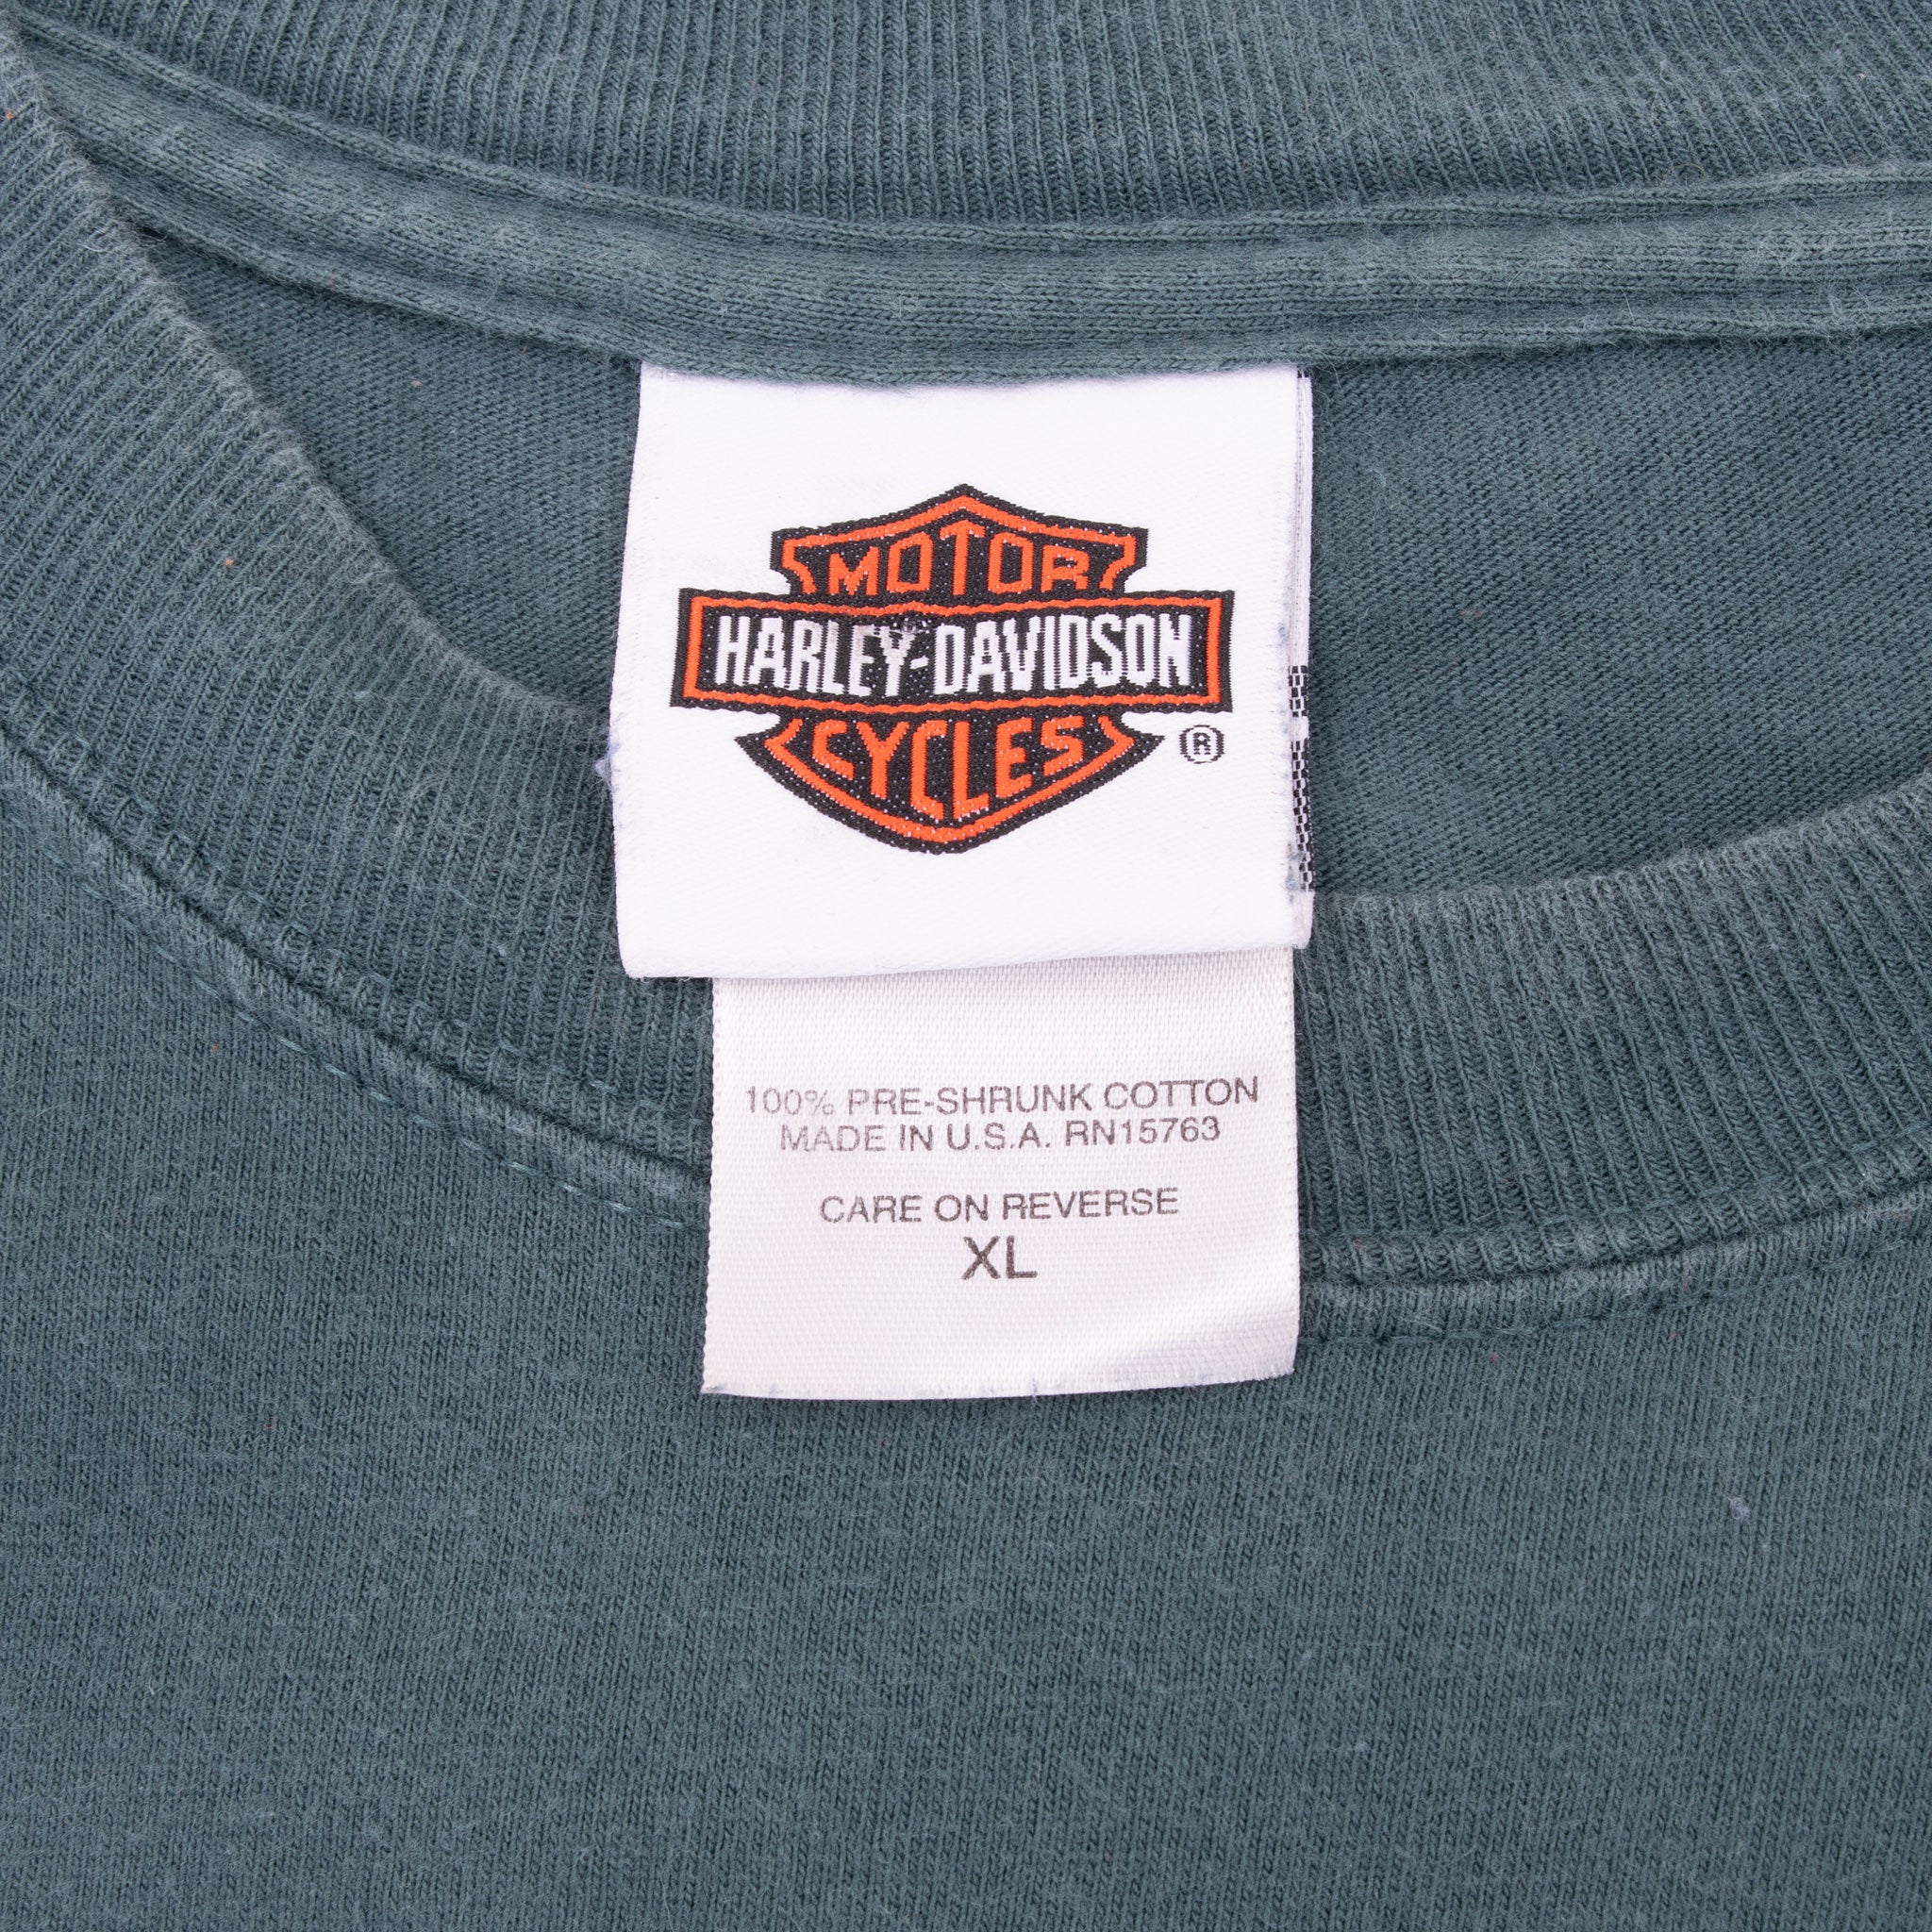 MOTOR
HARLEY-DAVIDSON
CYCLES
®
100% PRE-SHRUNK COTTON
MADE IN U.S.A. RN15763
CARE ON REVERSE
XL